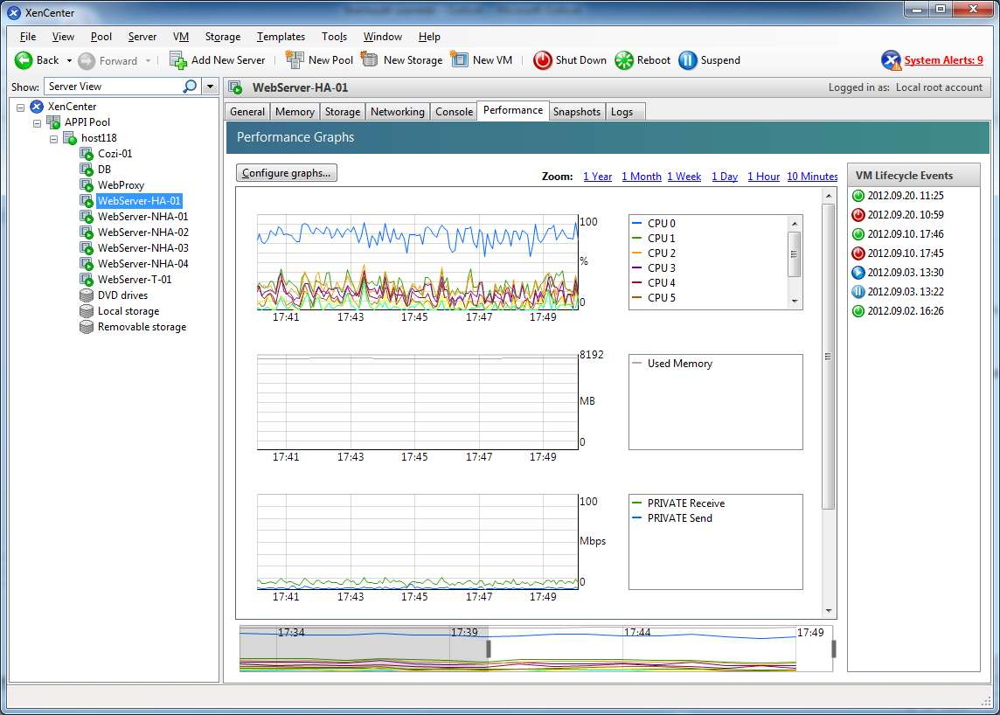 XenCenter
File View Pool Server VM Storage Templates Tools Window Help
Back Forward Add New Server New Pool New Storage New VM Shut Down Reboot Suspend System Alerts: 9
Show: Server View
WebServer-HA-01
Logged in as: Local root account
XenCenter
APPI Pool
host118
Cozi-01
DB
WebProxy
WebServer-HA-01
WebServer-NHA-01
WebServer-NHA-02
WebServer-NHA-03
WebServer-NHA-04
WebServer-T-01
DVD drives
Local storage
Removable storage
General Memory Storage Networking Console Performance Snapshots Logs
Performance Graphs
Configure graphs...
Zoom: 1 Year 1 Month 1 Week 1 Day 1 Hour 10 Minutes
100
%
0
17:41 17:43 17:45 17:47 17:49
CPU 0
CPU 1
CPU 2
CPU 3
CPU 4
CPU 5
8192
MB
0
17:41 17:43 17:45 17:47 17:49
Used Memory
100
Mbps
0
17:41 17:43 17:45 17:47 17:49
PRIVATE Receive
PRIVATE Send
17:34 17:39 17:44 17:49
VM Lifecycle Events
2012.09.20. 11:25
2012.09.20. 10:59
2012.09.10. 17:46
2012.09.10. 17:45
2012.09.03. 13:30
2012.09.03. 13:22
2012.09.02. 16:26